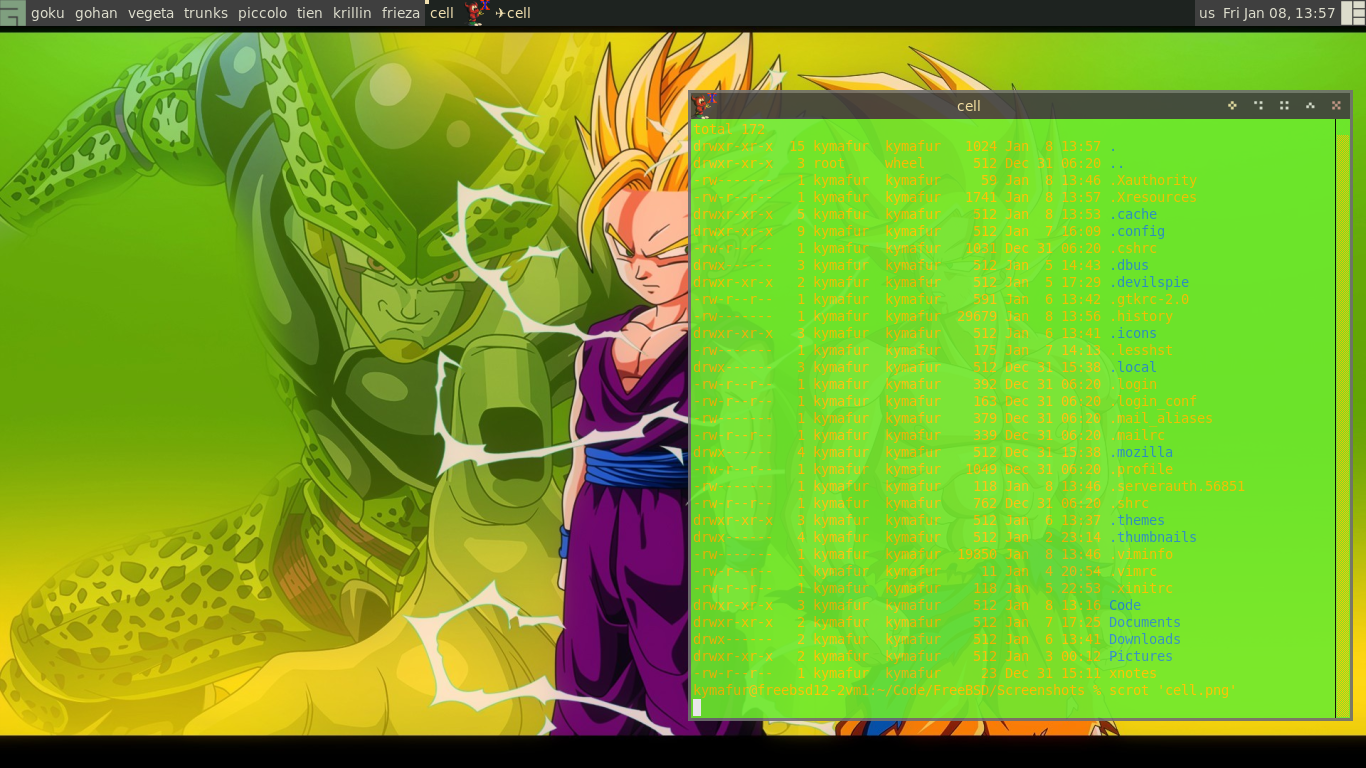 goku gohan vegeta trunks piccolo tien krillin frieza cell ✈cell us Fri Jan 08, 13:57
cell
total 172
drwxr-xr-x 15 kymafur kymafur 1024 Jan 8 13:57 .
drwxr-xr-x 3 root wheel 512 Dec 31 06:20 ..
-rw------- 1 kymafur kymafur 59 Jan 8 13:46 .Xauthority
-rw-r--r-- 1 kymafur kymafur 1741 Jan 8 13:57 .Xresources
drwxr-xr-x 5 kymafur kymafur 512 Jan 8 13:53 .cache
drwxr-xr-x 9 kymafur kymafur 512 Jan 7 16:09 .config
-rw-r--r-- 1 kymafur kymafur 1031 Dec 31 06:20 .cshrc
drwx------ 3 kymafur kymafur 512 Jan 5 14:43 .dbus
drwxr-xr-x 2 kymafur kymafur 512 Jan 5 17:29 .devilspie
-rw-r--r-- 1 kymafur kymafur 591 Jan 6 13:42 .gtkrc-2.0
-rw------- 1 kymafur kymafur 29679 Jan 8 13:56 .history
drwxr-xr-x 3 kymafur kymafur 512 Jan 6 13:41 .icons
-rw------- 1 kymafur kymafur 175 Jan 7 14:13 .lesshst
drwx------ 3 kymafur kymafur 512 Dec 31 15:38 .local
-rw-r--r-- 1 kymafur kymafur 392 Dec 31 06:20 .login
-rw-r--r-- 1 kymafur kymafur 163 Dec 31 06:20 .login_conf
-rw------- 1 kymafur kymafur 379 Dec 31 06:20 .mail_aliases
-rw-r--r-- 1 kymafur kymafur 339 Dec 31 06:20 .mailrc
drwx------ 4 kymafur kymafur 512 Dec 31 15:38 .mozilla
-rw-r--r-- 1 kymafur kymafur 1049 Dec 31 06:20 .profile
-rw------- 1 kymafur kymafur 118 Jan 8 13:46 .serverauth.56851
-rw-r--r-- 1 kymafur kymafur 762 Dec 31 06:20 .shrc
drwxr-xr-x 3 kymafur kymafur 512 Jan 6 13:37 .themes
drwx------ 4 kymafur kymafur 512 Jan 2 23:14 .thumbnails
-rw------- 1 kymafur kymafur 19856 Jan 8 13:46 .viminfo
-rw-r--r-- 1 kymafur kymafur 11 Jan 4 20:54 .vimrc
-rw-r--r-- 1 kymafur kymafur 118 Jan 5 22:53 .xinitrc
drwxr-xr-x 3 kymafur kymafur 512 Jan 8 13:16 Code
drwxr-xr-x 2 kymafur kymafur 512 Jan 7 17:25 Documents
drwx------ 2 kymafur kymafur 512 Jan 6 13:41 Downloads
drwxr-xr-x 2 kymafur kymafur 512 Jan 3 00:12 Pictures
-rw-r--r-- 1 kymafur kymafur 23 Dec 31 15:11 xnotes
kymafur@freebsd12-2vm1:~/Code/FreeBSD/Screenshots % scrot 'cell.png'